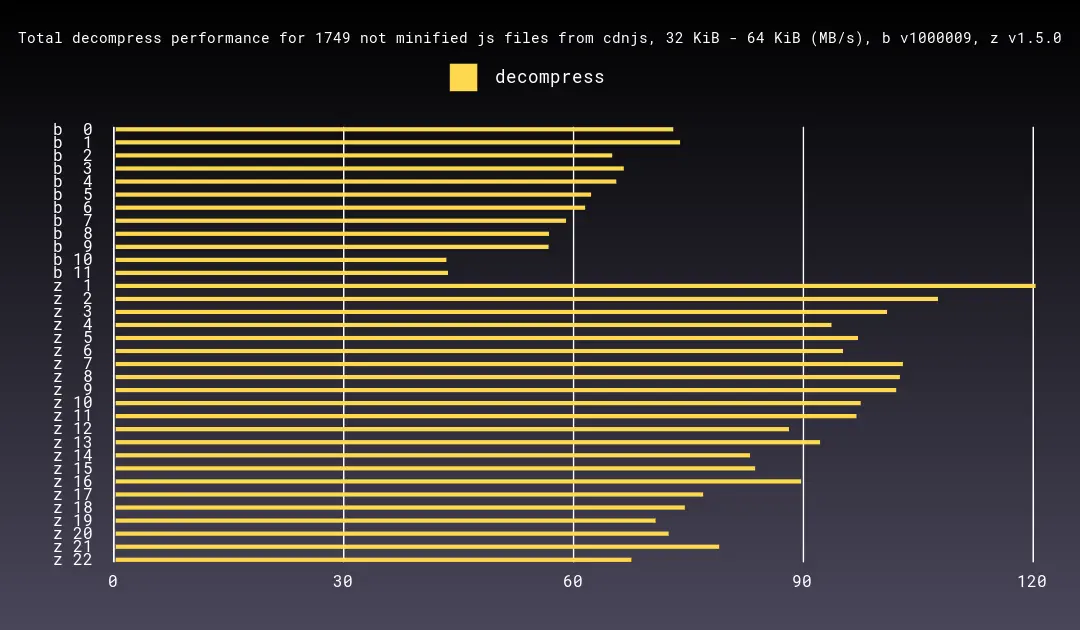 Total decompress performance for 1749 not minified js files from cdnjs, 32 KiB - 64 KiB (MB/s), b v1000009, z v1.5.0
decompress
b 0
b 1
b 2
b 3
b 4
b 5
b 6
b 7
b 8
b 9
b 10
b 11
z 1
z 2
z 3
z 4
z 5
z 6
z 7
z 8
z 9
z 10
z 11
z 12
z 13
z 14
z 15
z 16
z 17
z 18
z 19
z 20
z 21
z 22
0 30 60 90 120